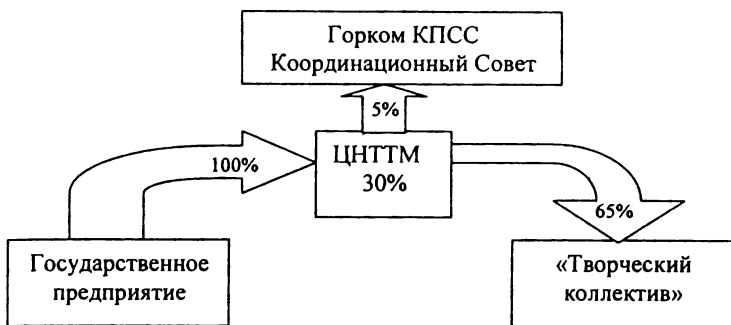 Горком КПСС
Координационный Совет
5%
ЦНТТМ
30%
100%
65%
Государственное
предприятие
«Творческий
коллектив»